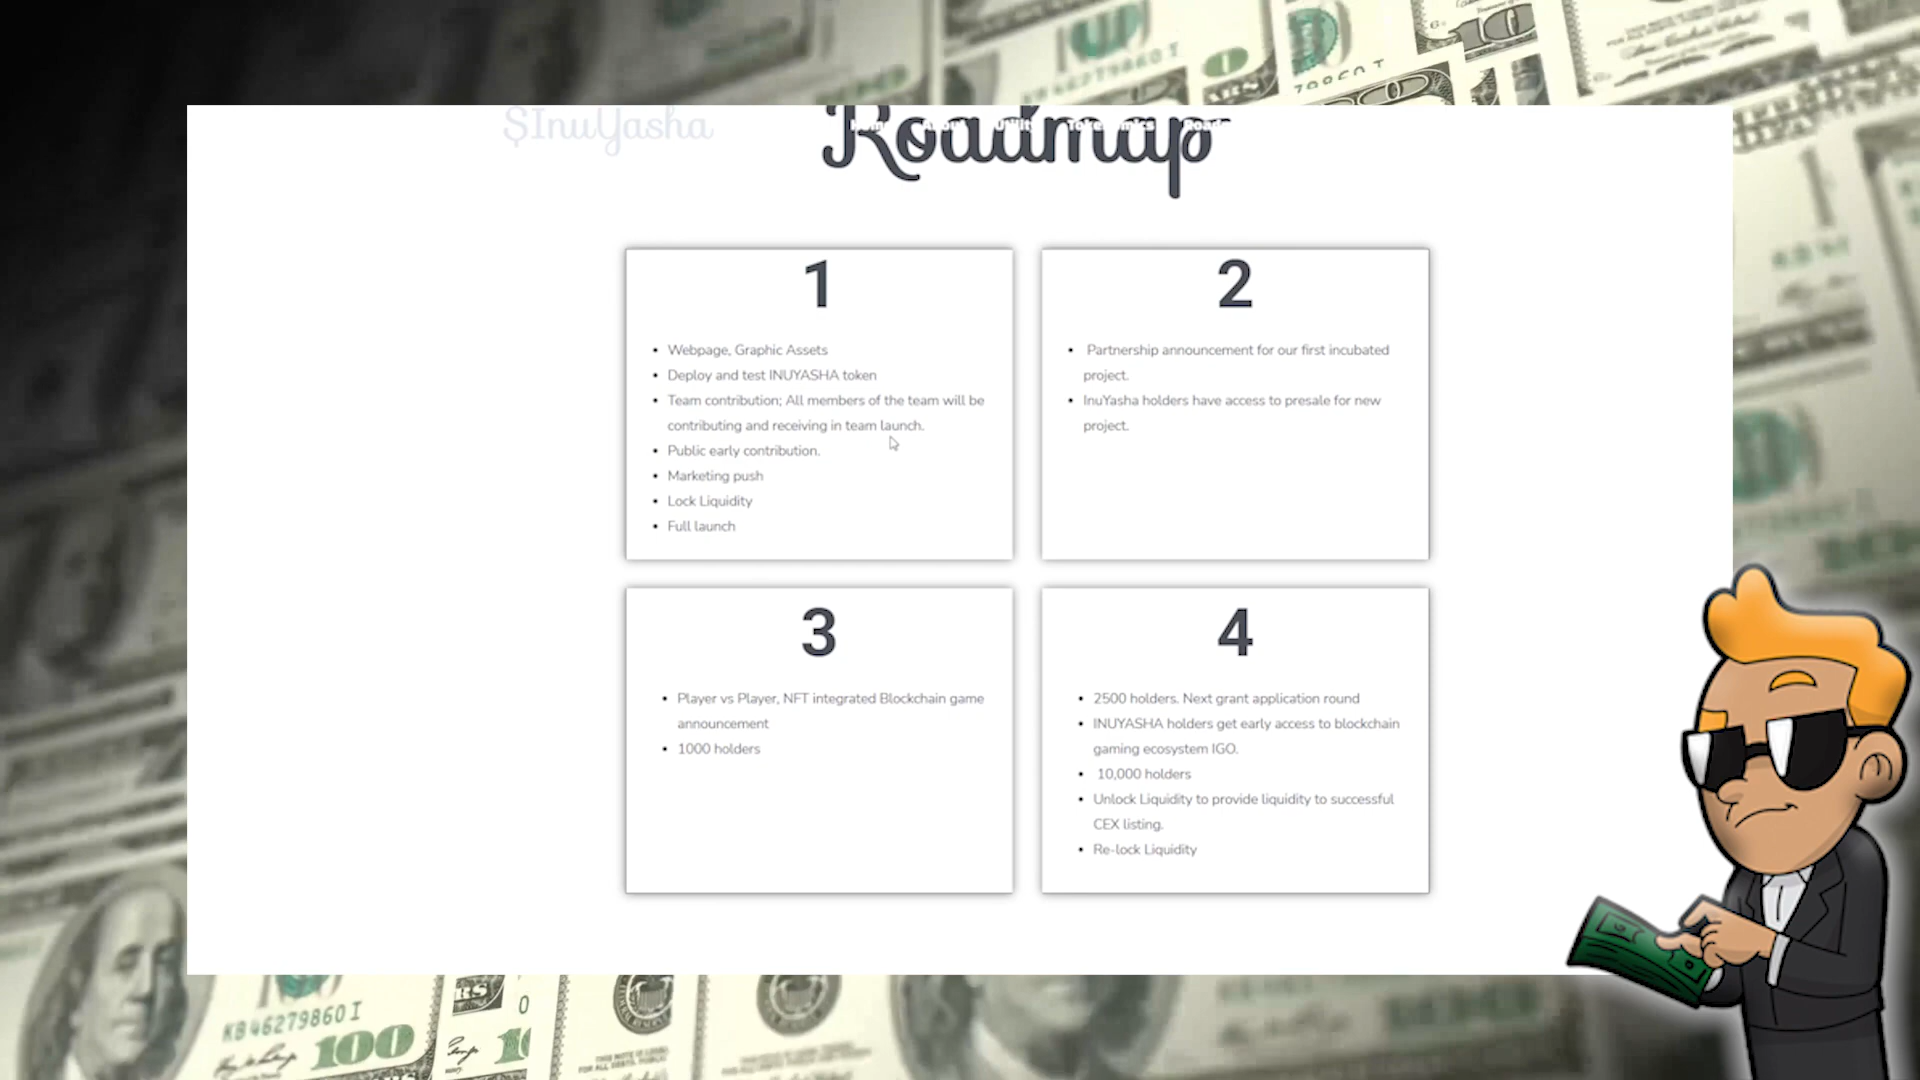 $InuYasha
Roadmap
1
Webpage, Graphic Assets
Deploy and test INUYASHA token
Team contribution; All members of the team will be
contributing and receiving in team launch.
Public early contribution.
Marketing push
Lock Liquidity
Full launch
2
Partnership announcement for our first incubated
project.
InuYasha holders have access to presale for new
project.
3
Player vs Player, NFT integrated Blockchain game
announcement
1000 holders
4
2500 holders. Next grant application round
INUYASHA holders get early access to blockchain
gaming ecosystem IGO.
10,000 holders
Unlock Liquidity to provide liquidity to successful
CEX listing.
Re-lock Liquidity
KB46279860I
100